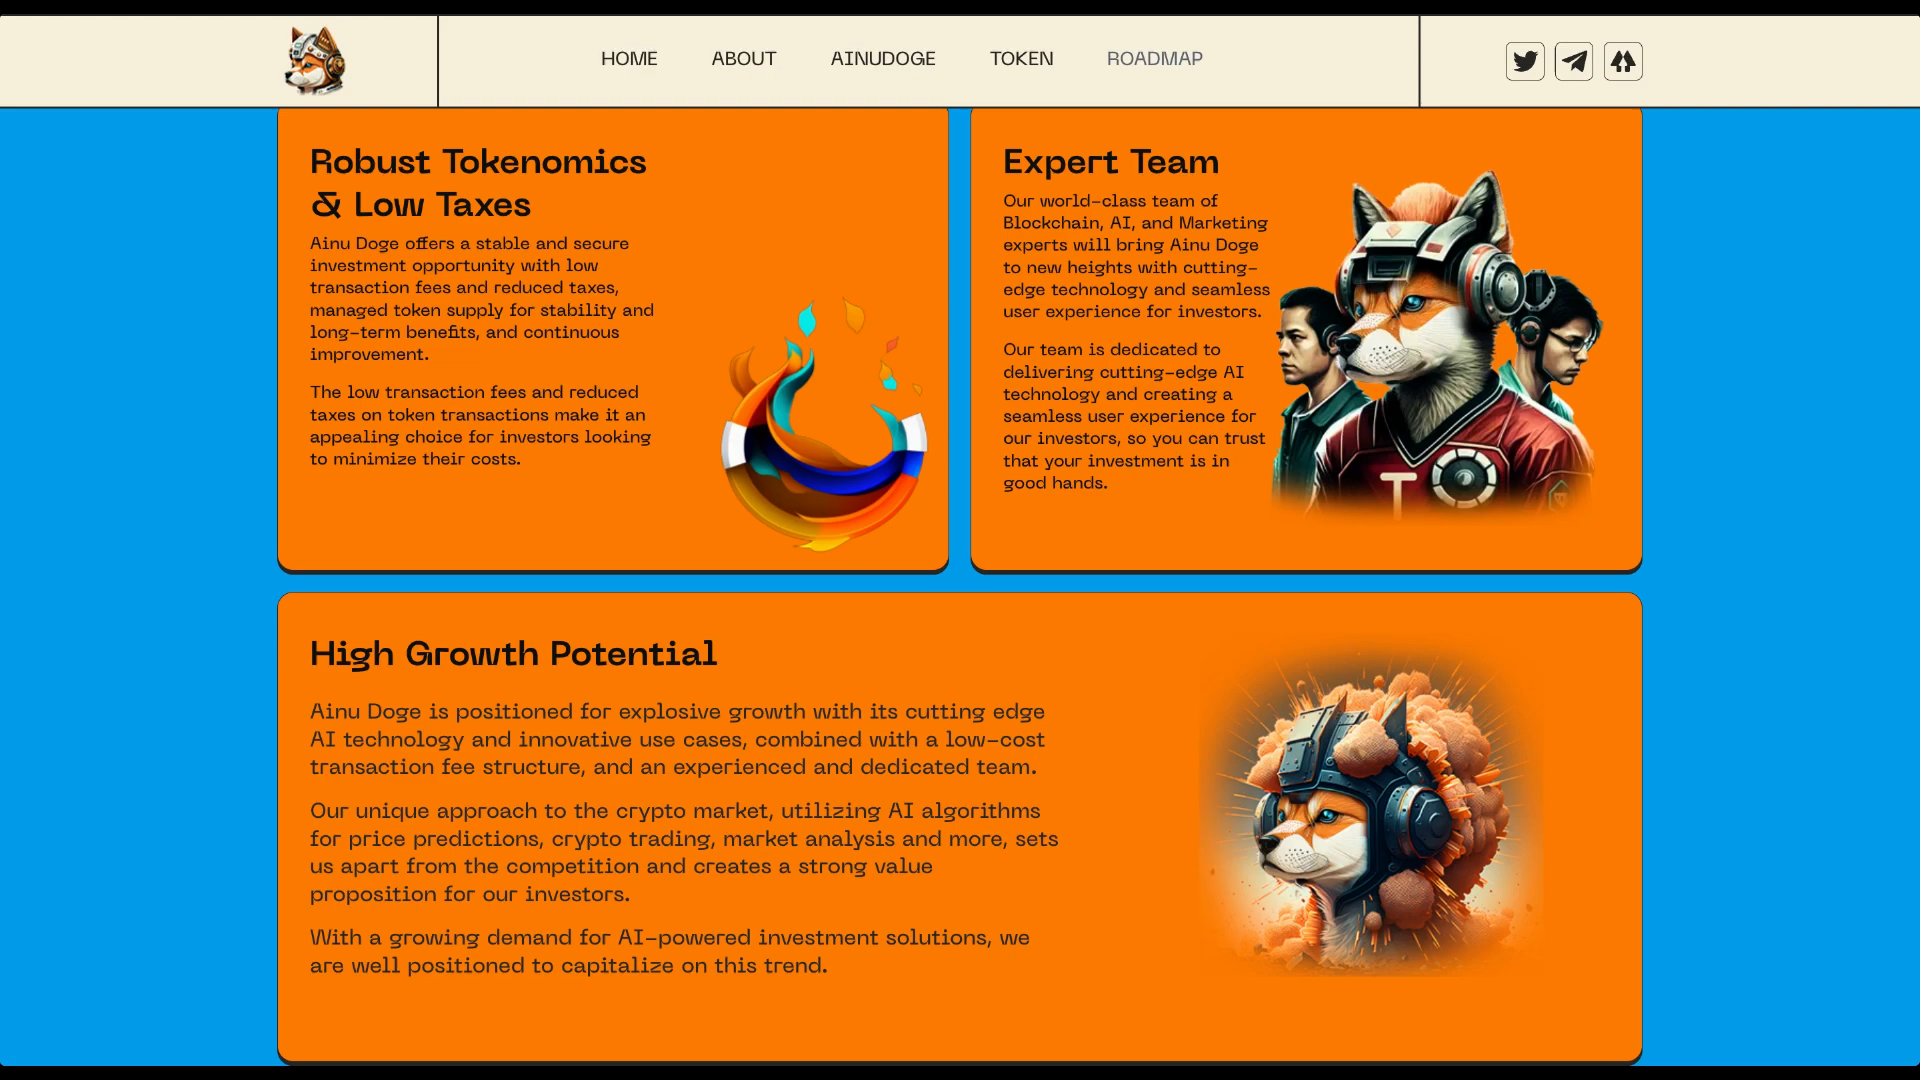 HOME ABOUT AINUDOGE TOKEN ROADMAP
Robust Tokenomics
& Low Taxes
Ainu Doge offers a stable and secure
investment opportunity with low
transaction fees and reduced taxes,
managed token supply for stability and
long-term benefits, and continuous
improvement.
The low transaction fees and reduced
taxes on token transactions make it an
appealing choice for investors looking
to minimize their costs.
Expert Team
Our world-class team of
Blockchain, AI, and Marketing
experts will bring Ainu Doge
to new heights with cutting-
edge technology and seamless
user experience for investors.
Our team is dedicated to
delivering cutting-edge AI
technology and creating a
seamless user experience for
our investors, so you can trust
that your investment is in
good hands.
T
High Growth Potential
Ainu Doge is positioned for explosive growth with its cutting edge
AI technology and innovative use cases, combined with a low-cost
transaction fee structure, and an experienced and dedicated team.
Our unique approach to the crypto market, utilizing AI algorithms
for price predictions, crypto trading, market analysis and more, sets
us apart from the competition and creates a strong value
proposition for our investors.
With a growing demand for AI-powered investment solutions, we
are well positioned to capitalize on this trend.